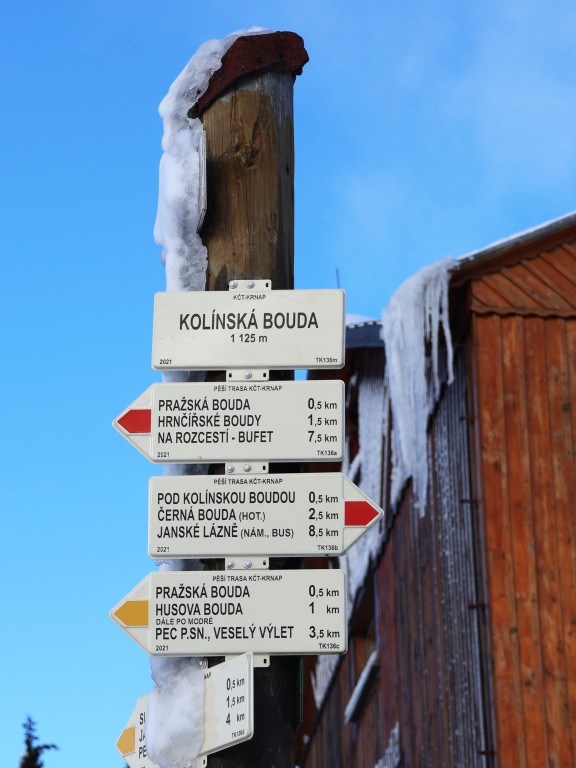 KČT-KRNAP
KOLÍNSKÁ BOUDA
1 125 m
2021 TK136m
PĚŠÍ TRASA KČT-KRNAP
PRAŽSKÁ BOUDA 0,5 km
HRNČÍŘSKÉ BOUDY 1,5 km
NA ROZCESTÍ - BUFET 7,5 km
2021 TK136a
PĚŠÍ TRASA KČT-KRNAP
POD KOLÍNSKOU BOUDOU 0,5 km
ČERNÁ BOUDA (HOT.) 2,5 km
JANSKÉ LÁZNĚ (NÁM., BUS) 8,5 km
2021 TK136b
PĚŠÍ TRASA KČT-KRNAP
PRAŽSKÁ BOUDA 0,5 km
HUSOVA BOUDA 1 km
DÁLE PO MODRÉ
PEC P.SN., VESELÝ VÝLET 3,5 km
2021 TK136c
0,5 km
1,5 km
4 km